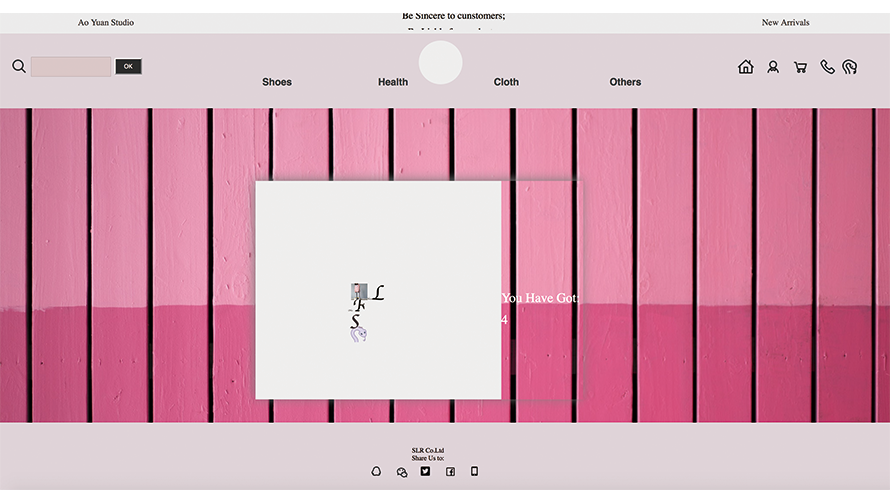 Ao Yuan Studio
Be Sincere to cunstomers;
New Arrivals
OK
Shoes
Health
Cloth
Others
L
F
S
You Have Got:
4
SLR Co.Ltd
Share Us to: